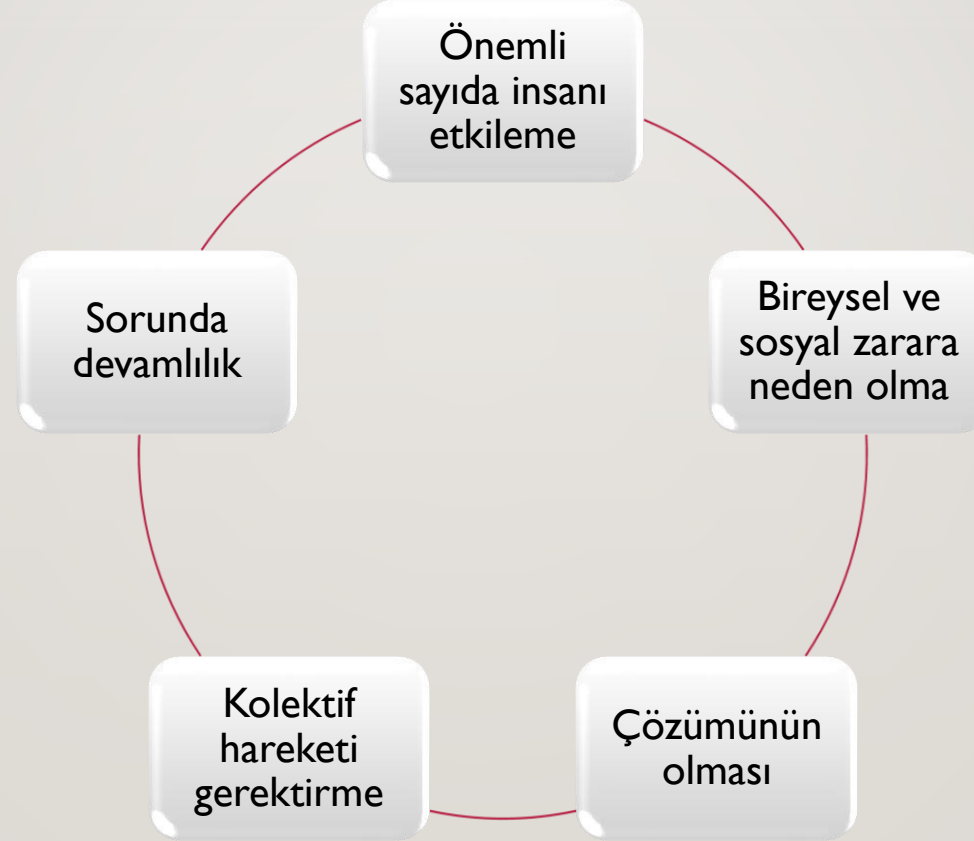 Önemli
sayıda insanı
etkileme
Bireysel ve
sosyal zarara
neden olma
Çözümünün
olması
Kolektif
hareketi
gerektirme
Sorunda
devamlılık